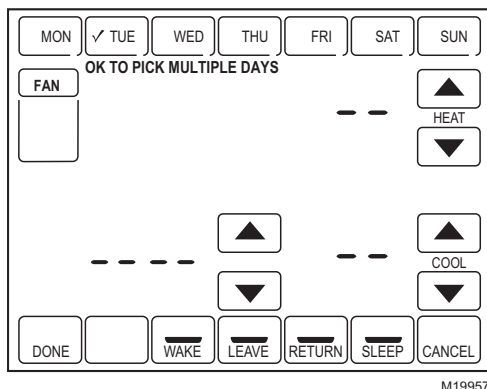 MON ✓ TUE WED THU FRI SAT SUN
OK TO PICK MULTIPLE DAYS
FAN
-- --
HEAT
-- -- -- -- -- --
COOL
DONE WAKE LEAVE RETURN SLEEP CANCEL
M19957